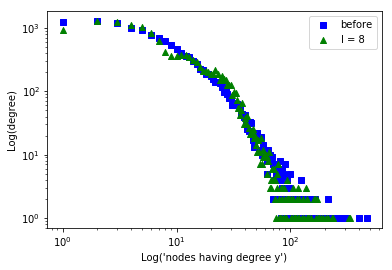 before
l = 8
Log(degree)
10³
10²
10¹
10⁰
10⁰
10¹
10²
Log('nodes having degree y')